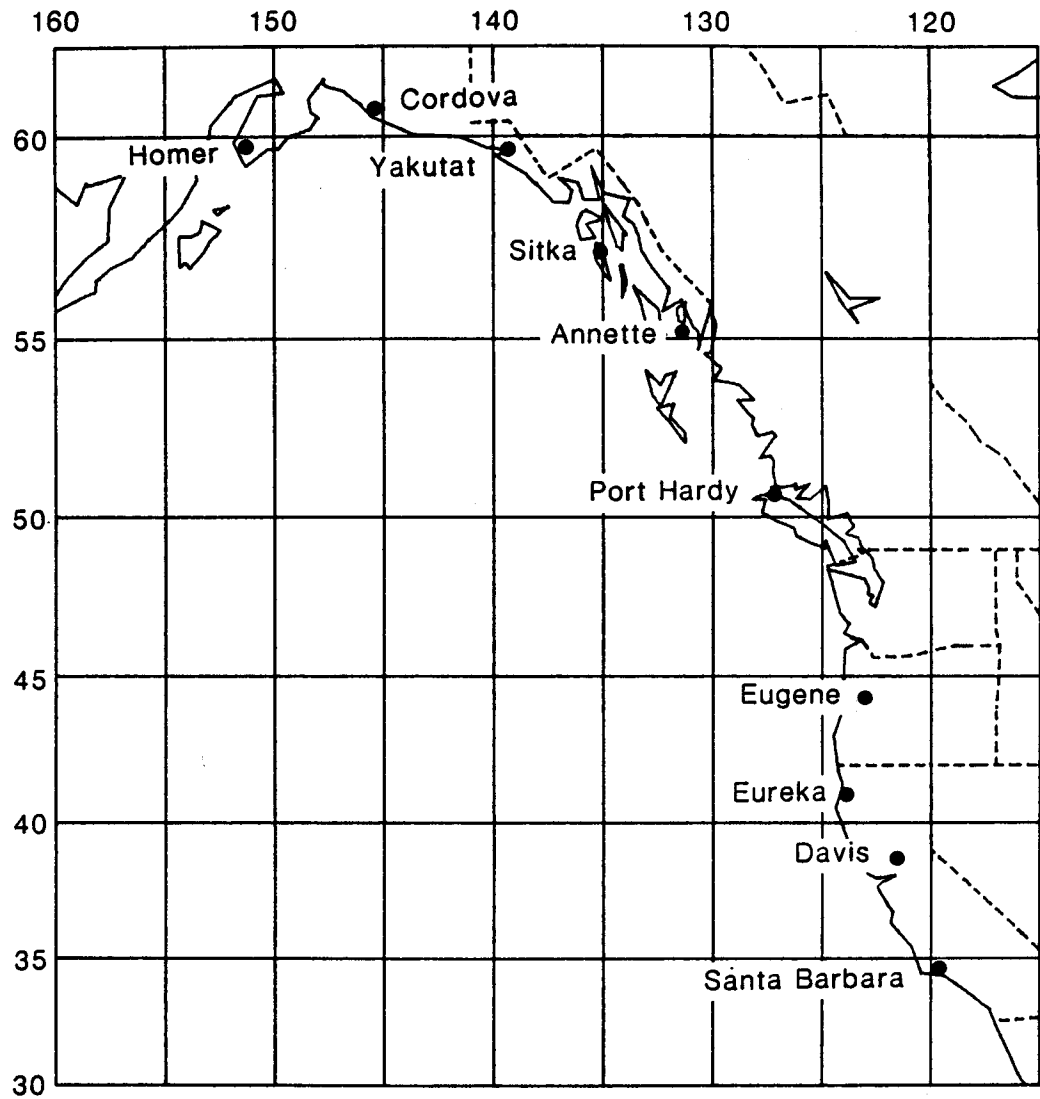 160 150 140 130 120
Cordova
60
Homer
Yakutat
Sitka
55
Annette
Port Hardy
50
45
Eugene
Eureka
40
Davis
35
Santa Barbara
30